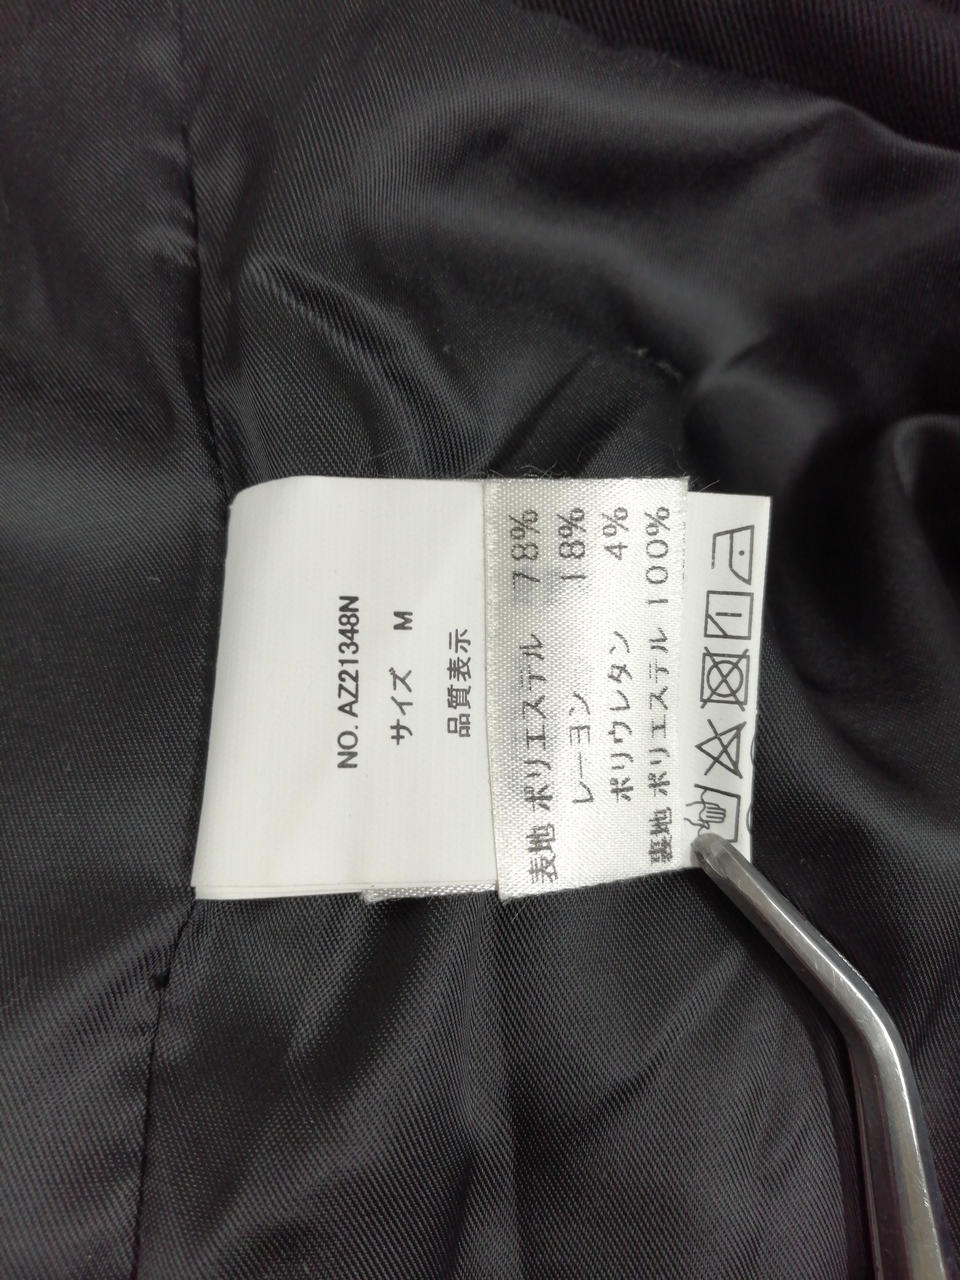 NO. AZ21348N
サイズ M
品質表示
表地 ポリエステル 78%
レーヨン 18%
ポリウレタン 4%
裏地 ポリエステル 100%